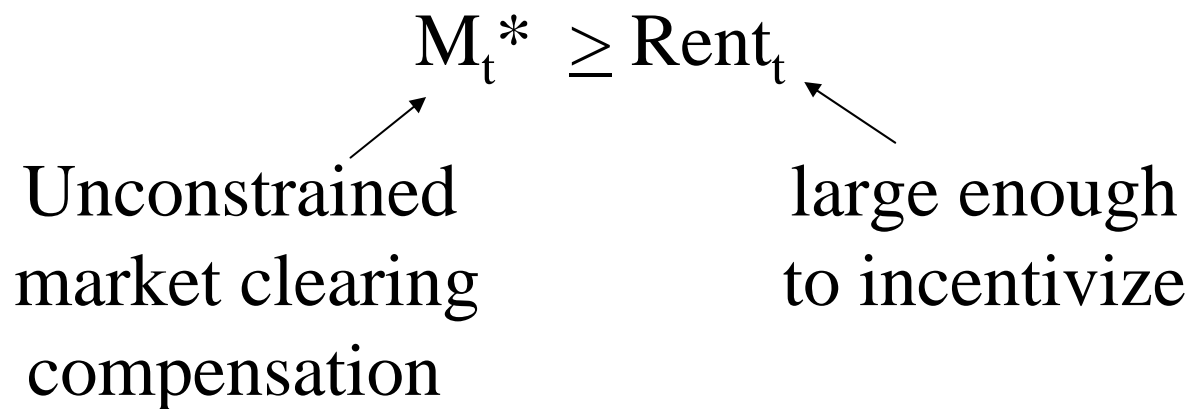 Mₜ* ≥ Rentₜ
Unconstrained large enough
market clearing to incentivize
compensation